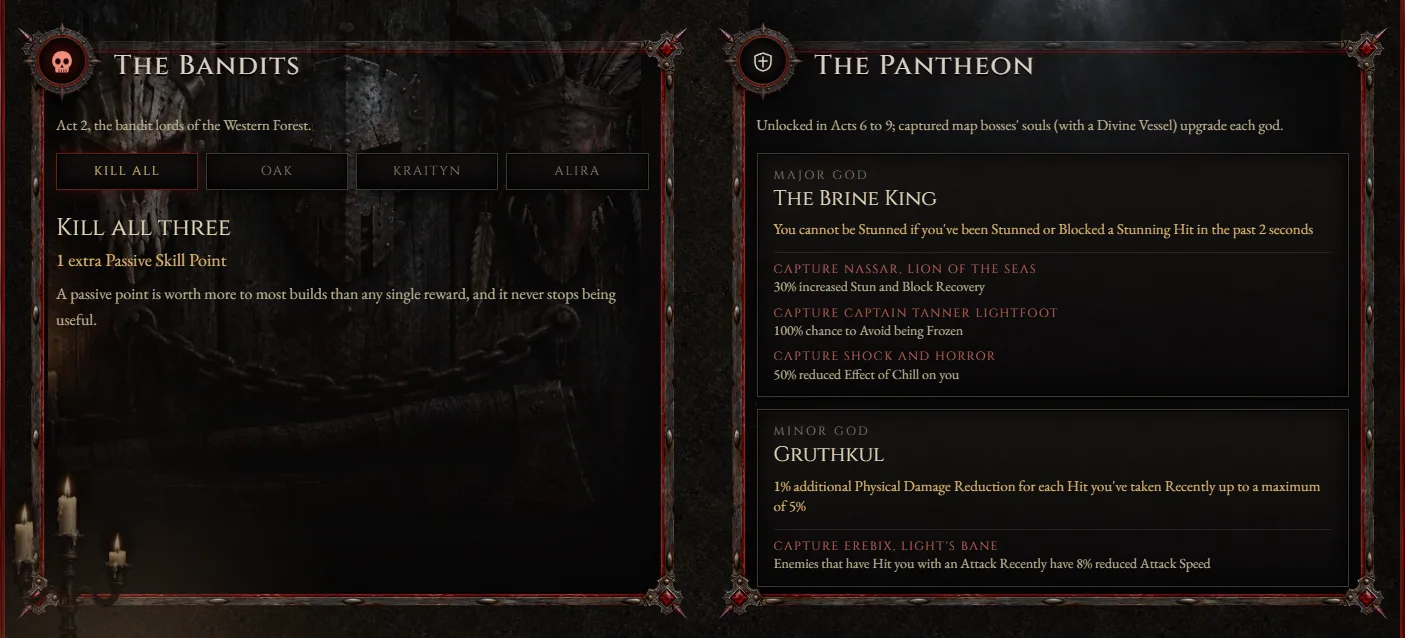 The Bandits
Act 2, the bandit lords of the Western Forest.
KILL ALL
OAK
KRAITYN
ALIRA
Kill all three
1 extra Passive Skill Point
A passive point is worth more to most builds than any single reward, and it never stops being
useful.
The Pantheon
Unlocked in Acts 6 to 9; captured map bosses' souls (with a Divine Vessel) upgrade each god.
MAJOR GOD
The Brine King
You cannot be Stunned if you've been Stunned or Blocked a Stunning Hit in the past 2 seconds
CAPTURE NASSAR, LION OF THE SEAS
30% increased Stun and Block Recovery
CAPTURE CAPTAIN TANNER LIGHTFOOT
100% chance to Avoid being Frozen
CAPTURE SHOCK AND HORROR
50% reduced Effect of Chill on you
MINOR GOD
Gruthkul
1% additional Physical Damage Reduction for each Hit you've taken Recently up to a maximum
of 5%
CAPTURE EREBIX, LIGHT'S BANE
Enemies that have Hit you with an Attack Recently have 8% reduced Attack Speed